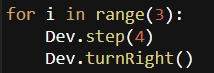 for i in range(3):
    Dev.step(4)
    Dev.turnRight()